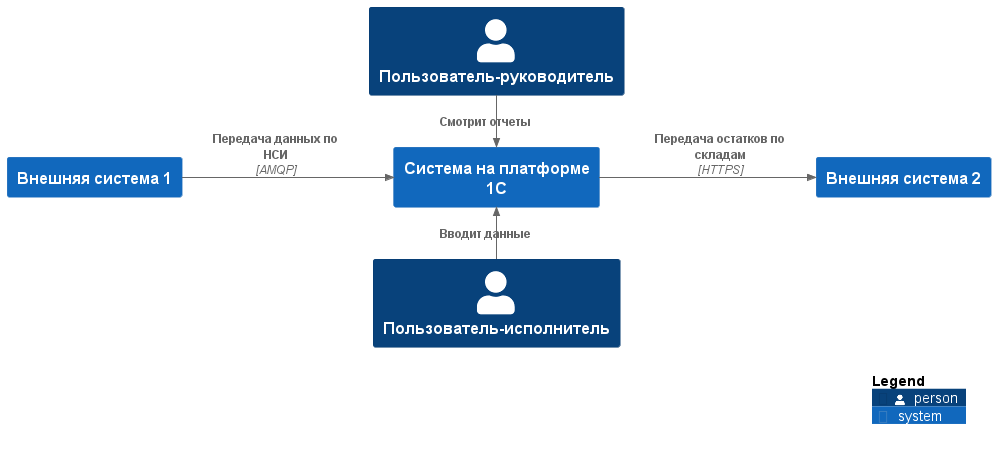 Пользователь-руководитель
Смотрит отчеты
Передача данных по
НСИ
[AMQP]
Передача остатков по
складам
[HTTPS]
Внешняя система 1
Система на платформе
1С
Внешняя система 2
Вводит данные
Пользователь-исполнитель
Legend
person
system